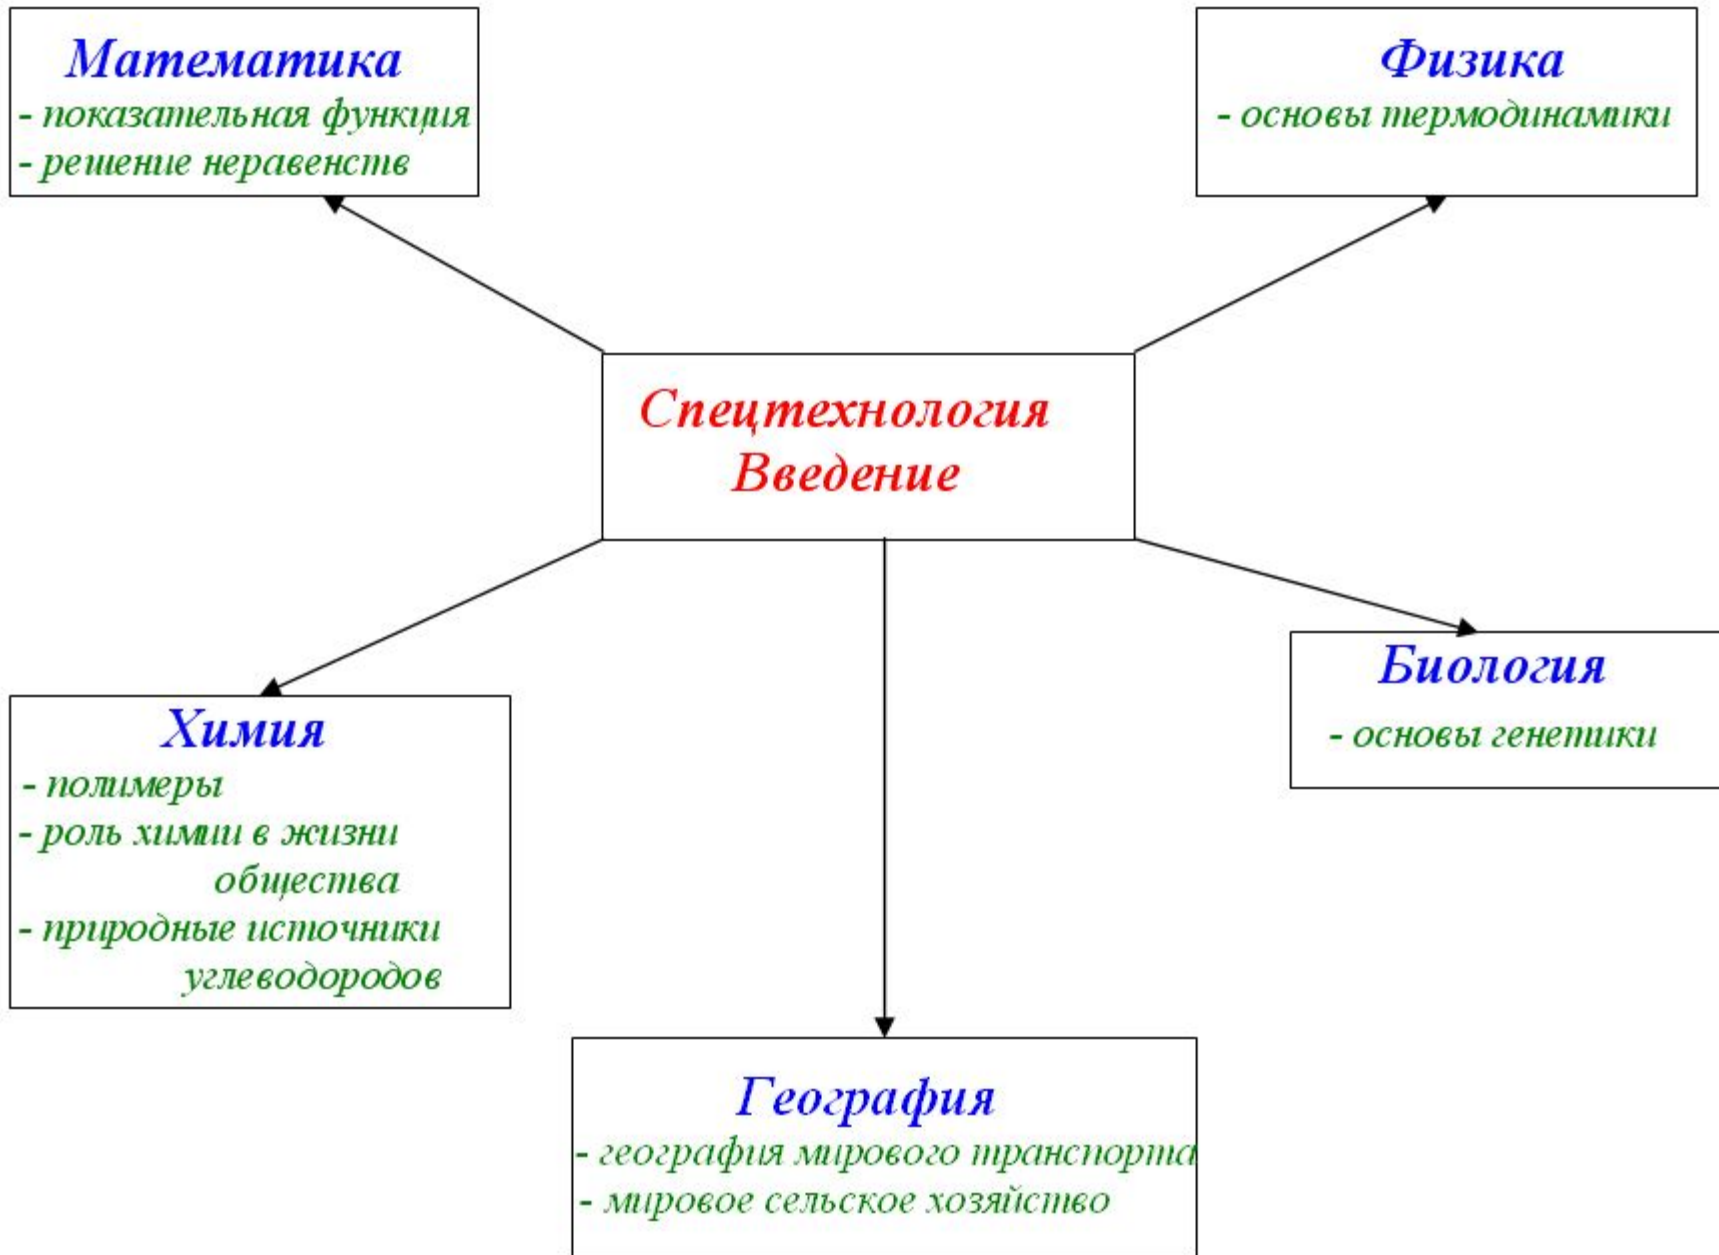 Математика
- показательная функция
- решение неравенств
Физика
- основы термодинамики
Спецтехнология
Введение
Химия
- полимеры
- роль химии в жизни
общества
- природные источники
углеводородов
Биология
- основы генетики
География
- география мирового транспорта
- мировое сельское хозяйство